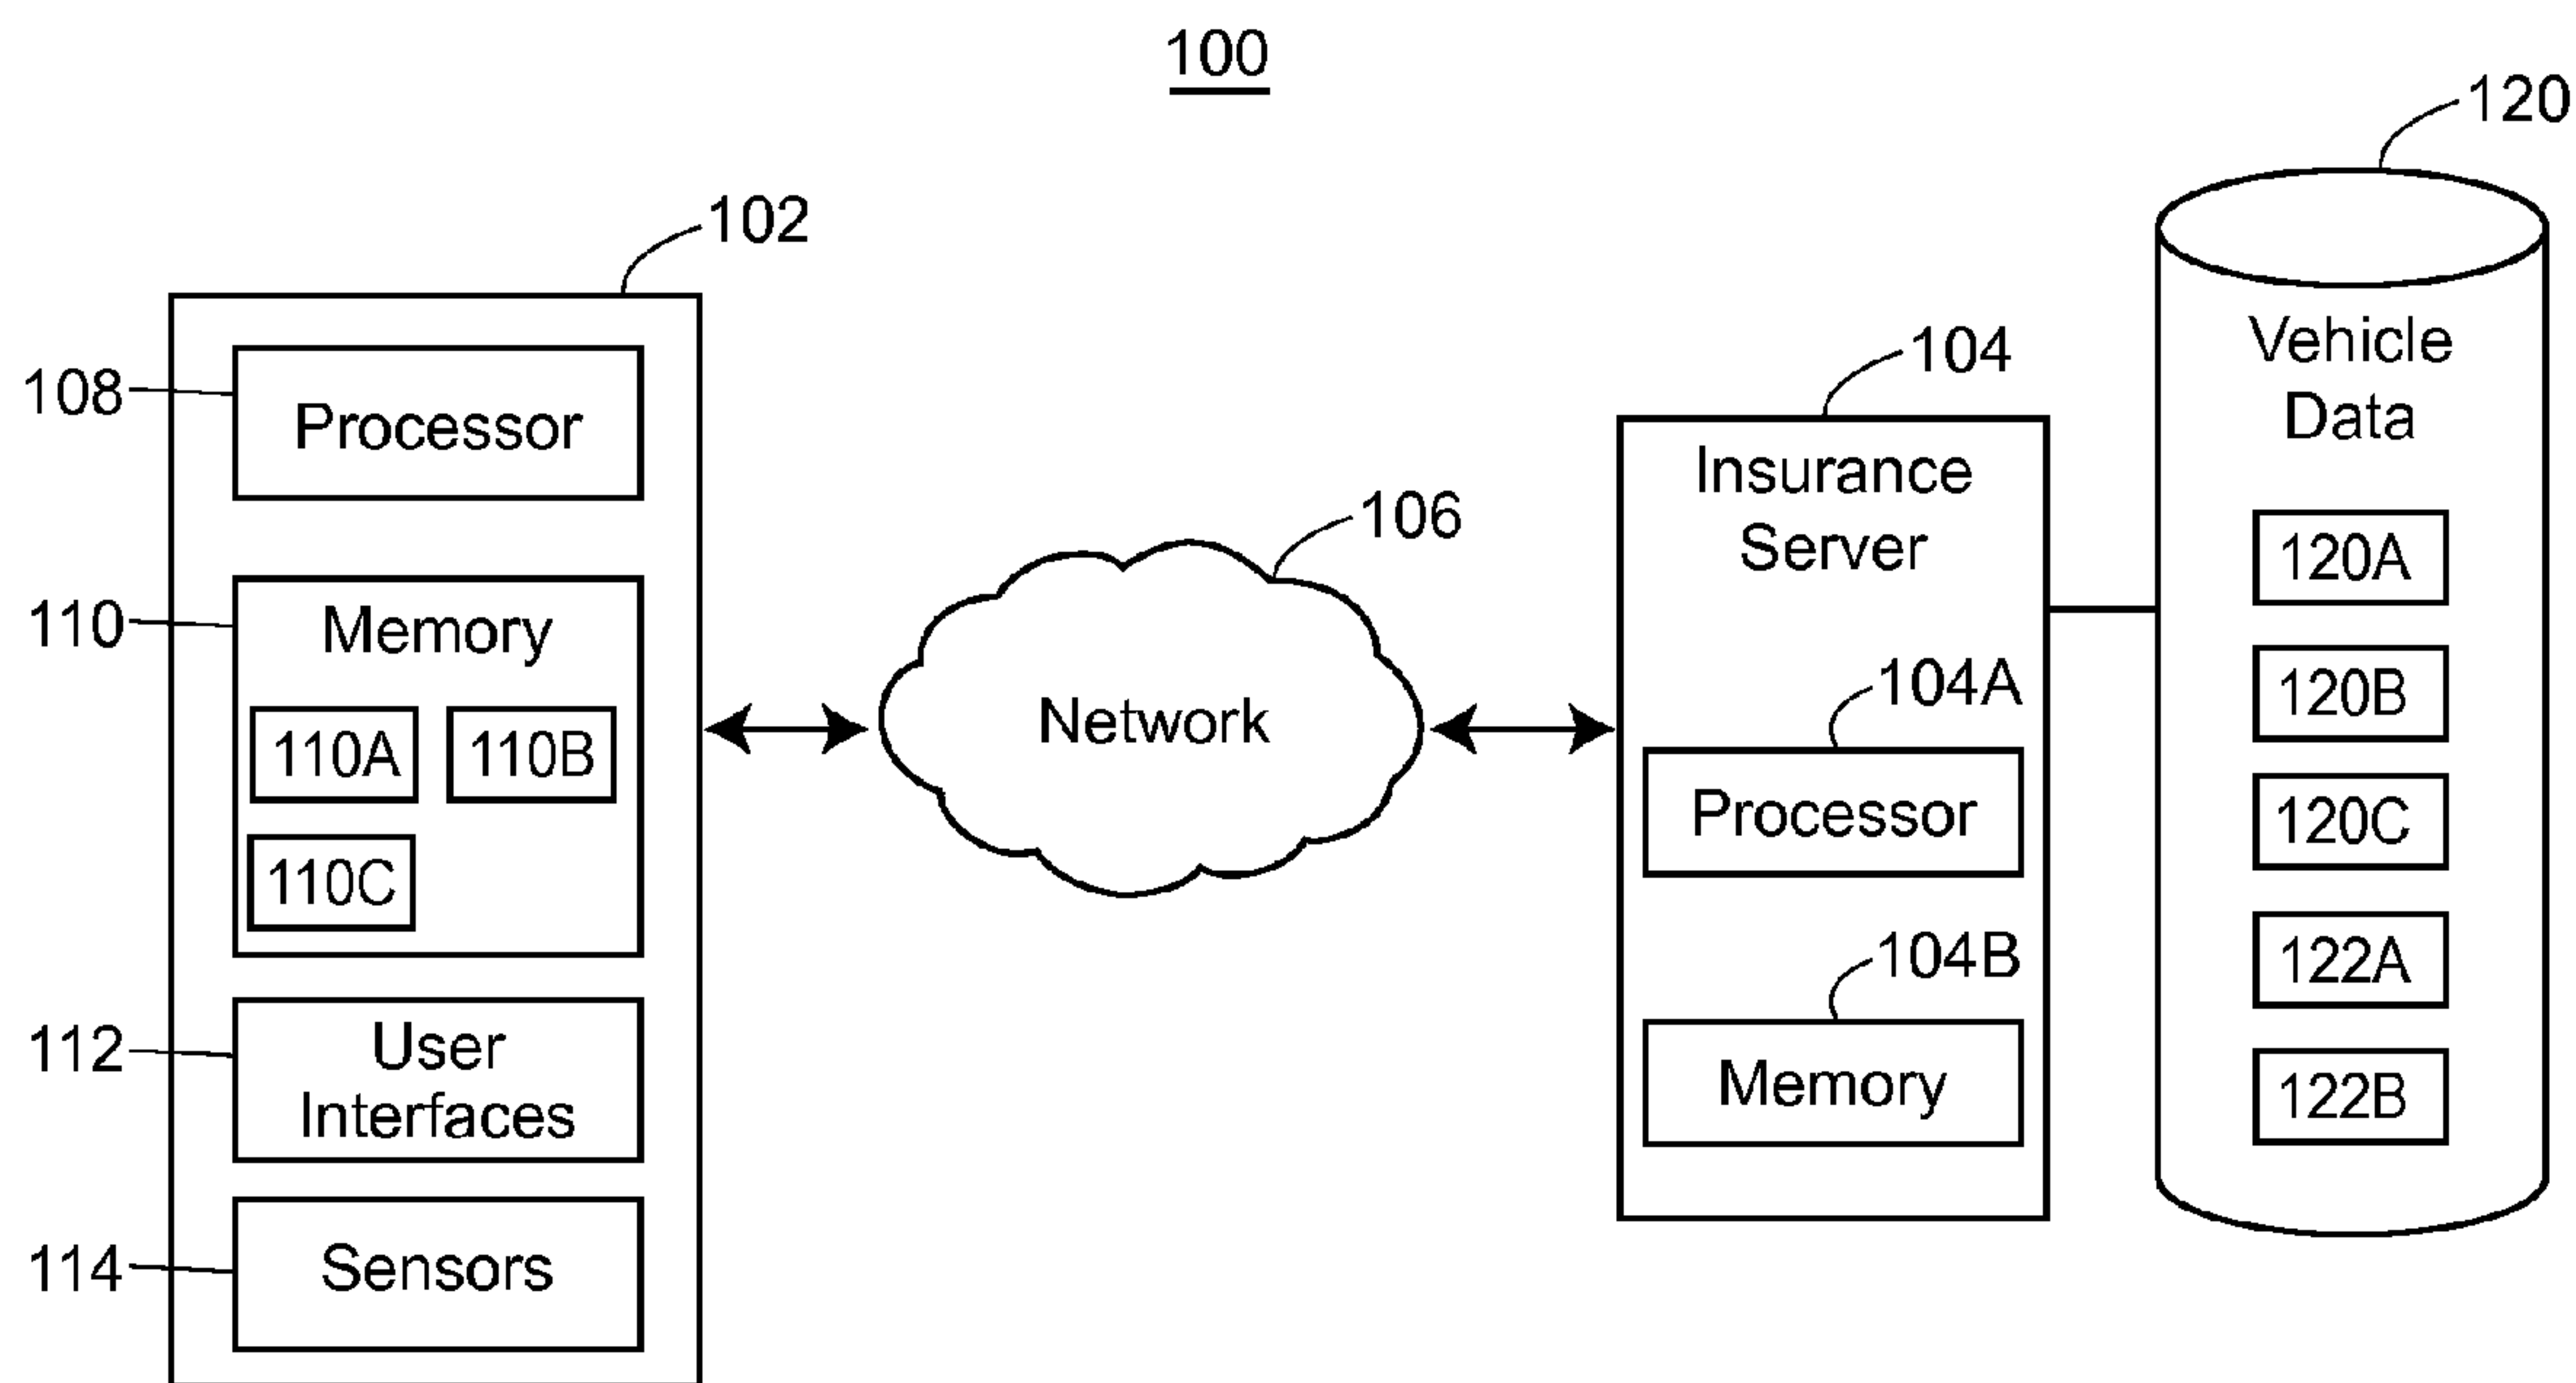 100
102
108
Processor
110
Memory
110A 110B
110C
112
User
Interfaces
114
Sensors
106
Network
104
Insurance
Server
104A
Processor
104B
Memory
120
Vehicle
Data
120A
120B
120C
122A
122B